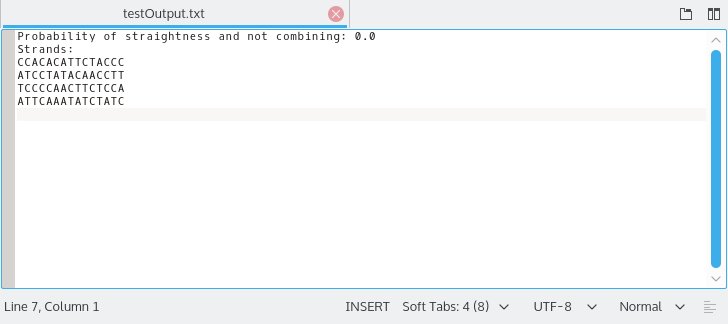 testOutput.txt
Probability of straightness and not combining: 0.0
Strands:
CCACACATTCTACCC
ATCCTATACAACCTT
TCCCCAACTTCTCCA
ATTCAAATATCTATC
Line 7, Column 1 INSERT Soft Tabs: 4 (8) UTF-8 Normal